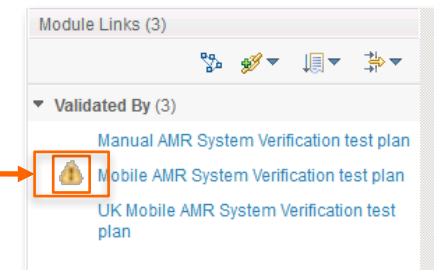 Module Links (3)
Validated By (3)
Manual AMR System Verification test plan
Mobile AMR System Verification test plan
UK Mobile AMR System Verification test
plan